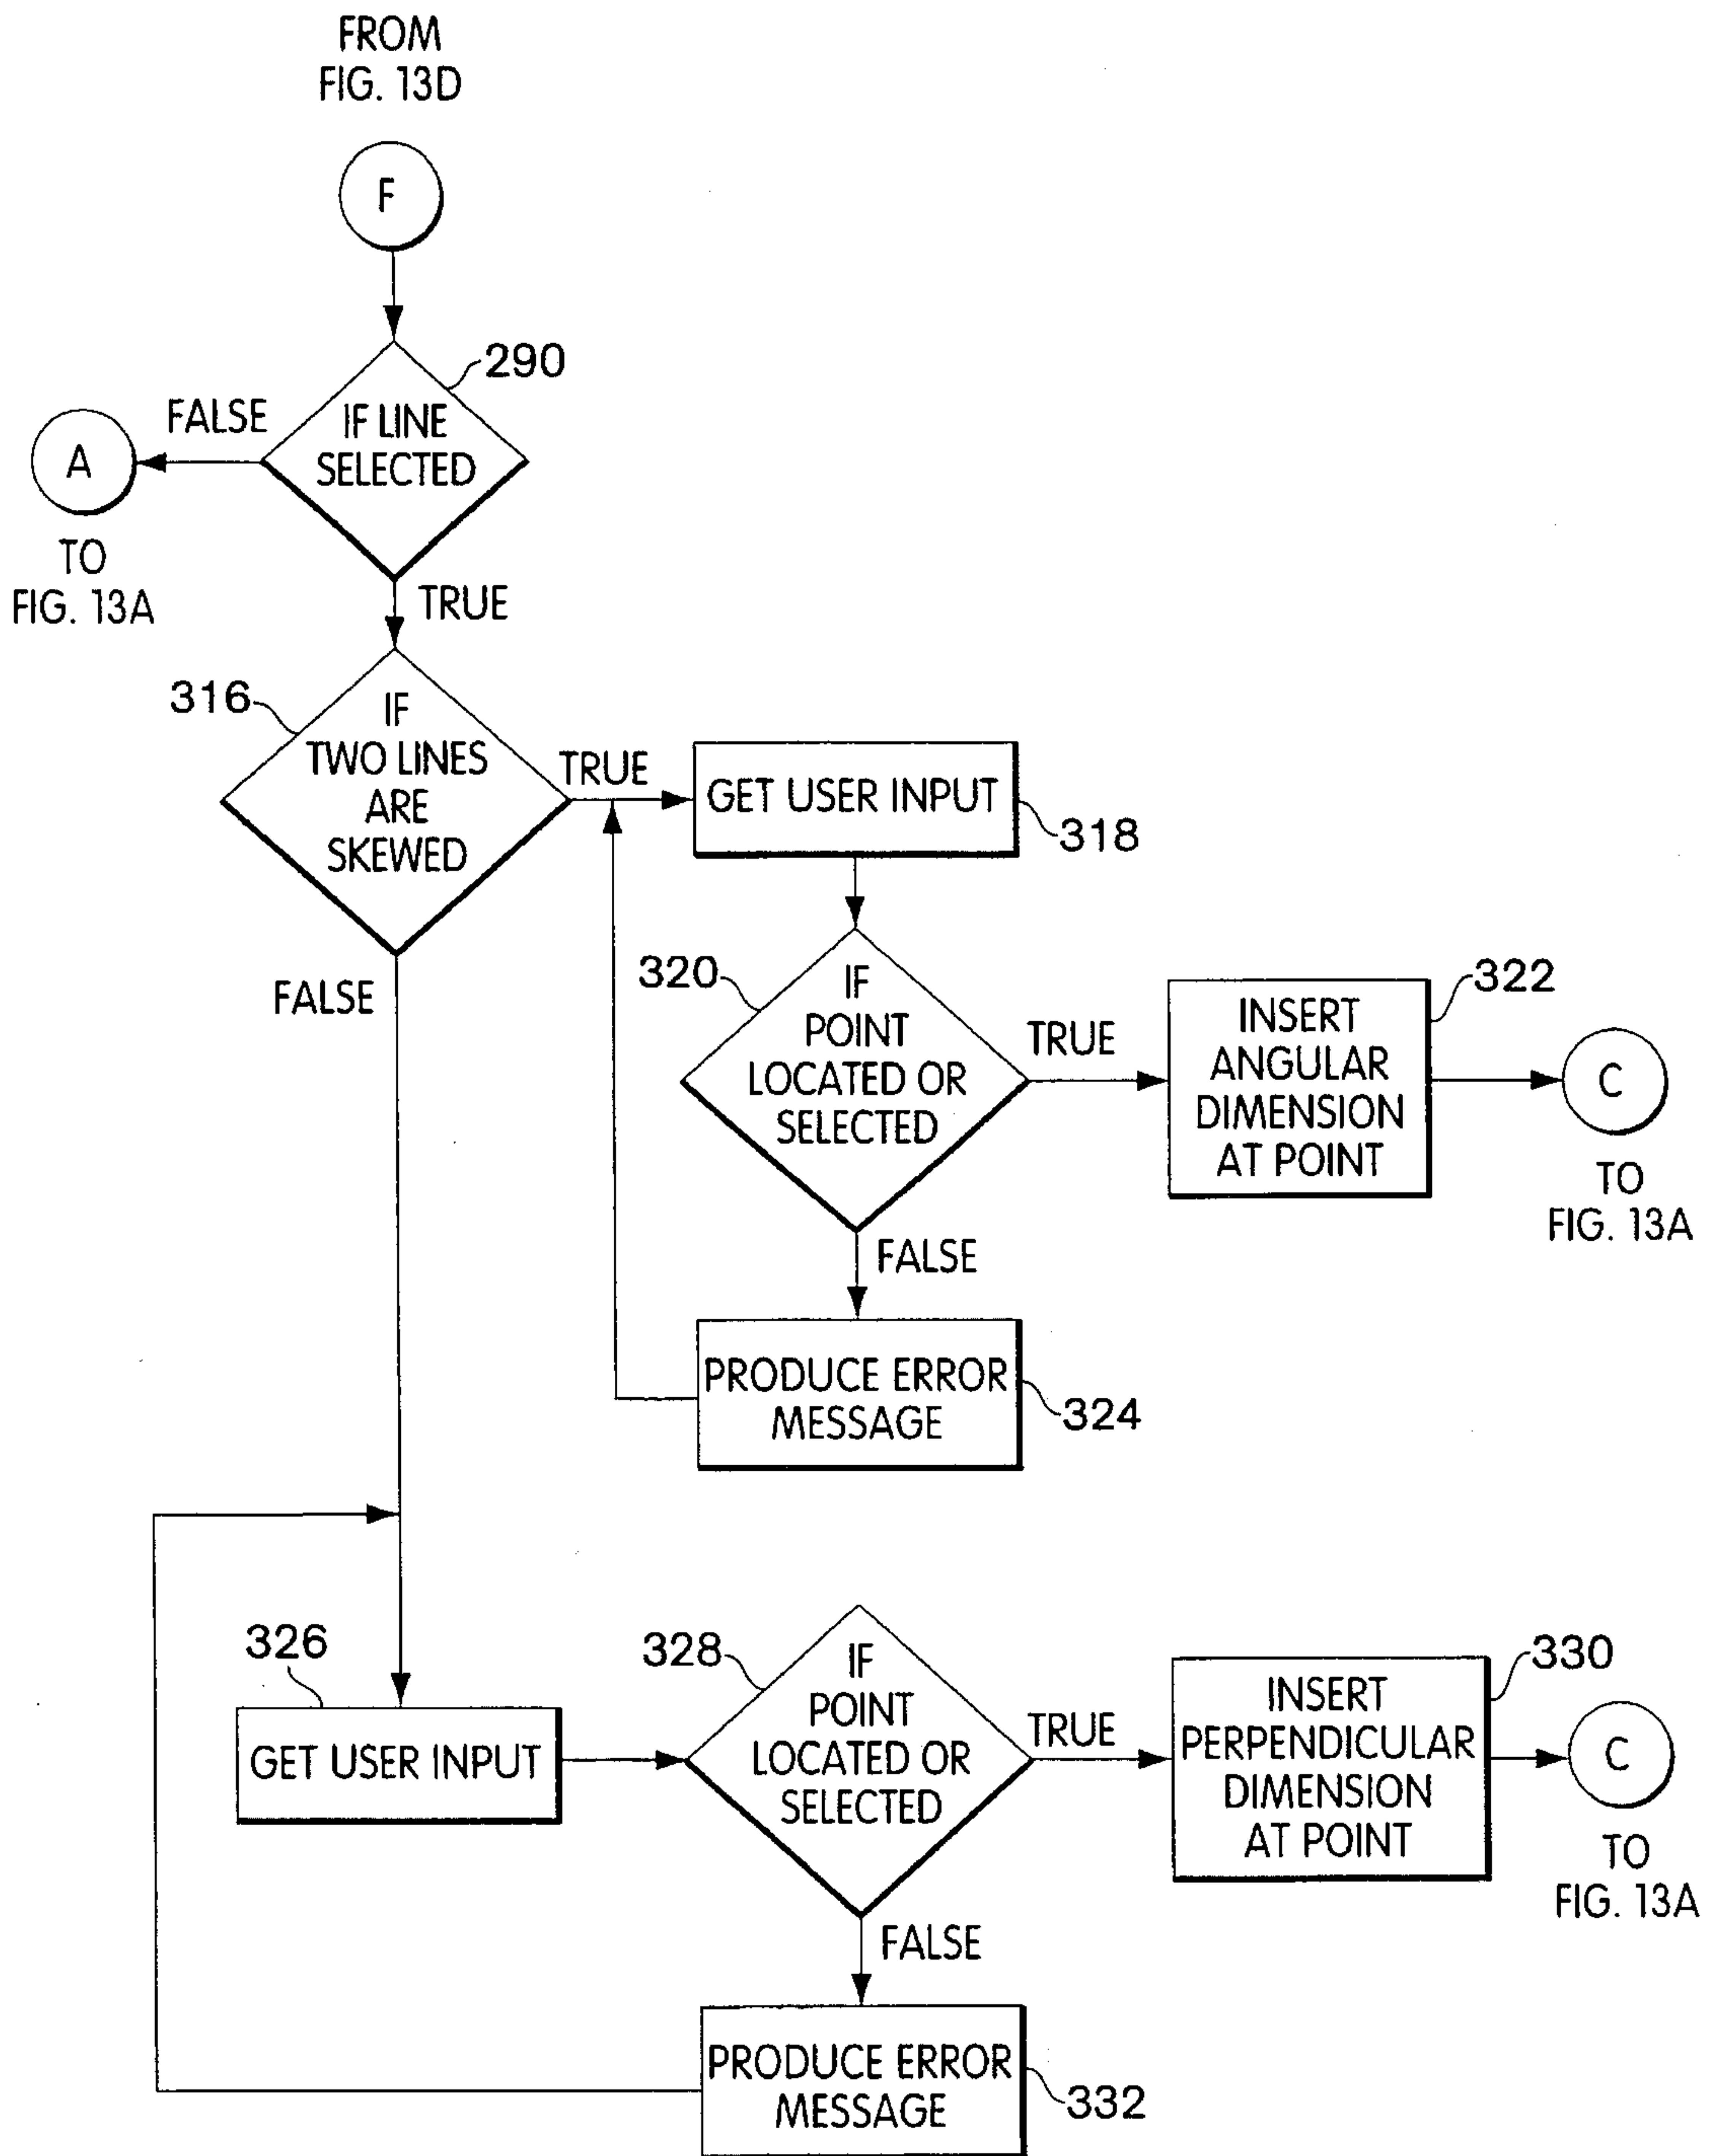 FROM
FIG. 13D
F
290
IF LINE
SELECTED
FALSE
A
TO
FIG. 13A
TRUE
316
IF
TWO LINES
ARE
SKEWED
TRUE
GET USER INPUT
318
FALSE
320
IF
POINT
LOCATED OR
SELECTED
TRUE
322
INSERT
ANGULAR
DIMENSION
AT POINT
C
TO
FIG. 13A
FALSE
PRODUCE ERROR
MESSAGE
324
326
GET USER INPUT
328
IF
POINT
LOCATED OR
SELECTED
TRUE
330
INSERT
PERPENDICULAR
DIMENSION
AT POINT
C
TO
FIG. 13A
FALSE
PRODUCE ERROR
MESSAGE
332